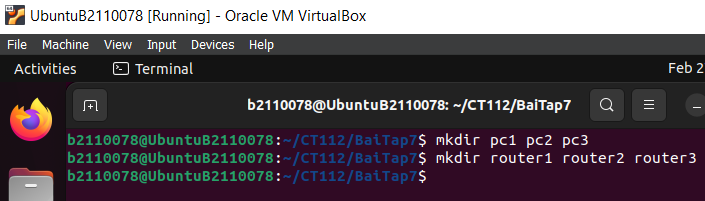 UbuntuB2110078 [Running] - Oracle VM VirtualBox
File Machine View Input Devices Help
Activities Terminal Feb 2
b2110078@UbuntuB2110078: ~/CT112/BaiTap7
b2110078@UbuntuB2110078:~/CT112/BaiTap7$ mkdir pc1 pc2 pc3
b2110078@UbuntuB2110078:~/CT112/BaiTap7$ mkdir router1 router2 router3
b2110078@UbuntuB2110078:~/CT112/BaiTap7$